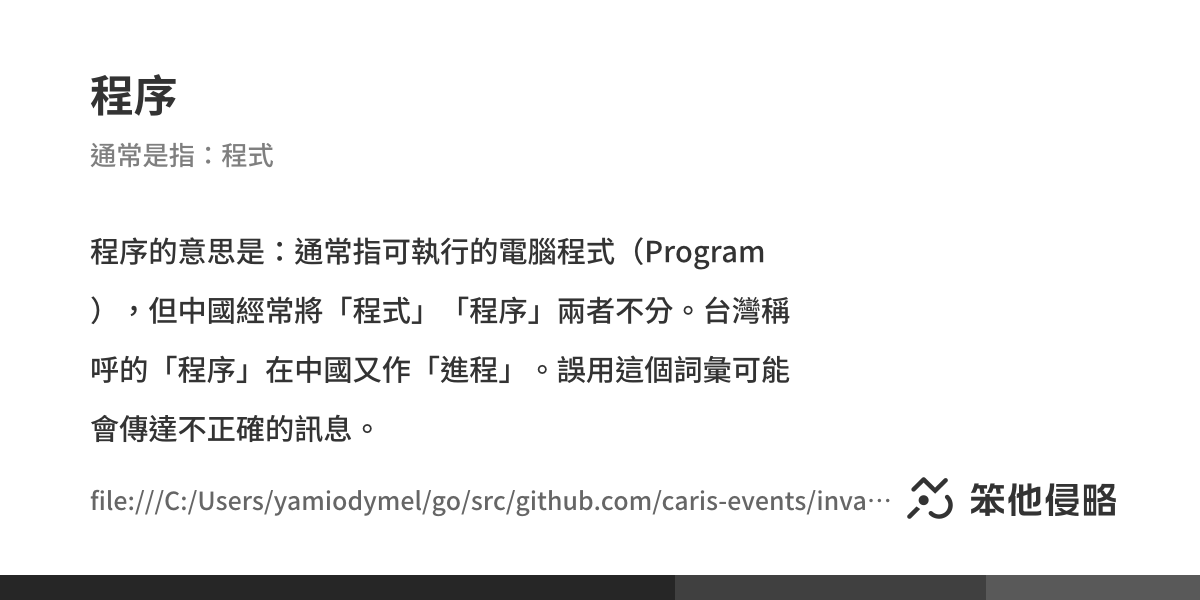 程序
通常是指：程式
程序的意思是：通常指可執行的電腦程式（Program
），但中國經常將「程式」「程序」兩者不分。台灣稱
呼的「程序」在中國又作「進程」。誤用這個詞彙可能
會傳達不正確的訊息。
file:///C:/Users/yamiodymel/go/src/github.com/caris-events/inva…
笨他侵略